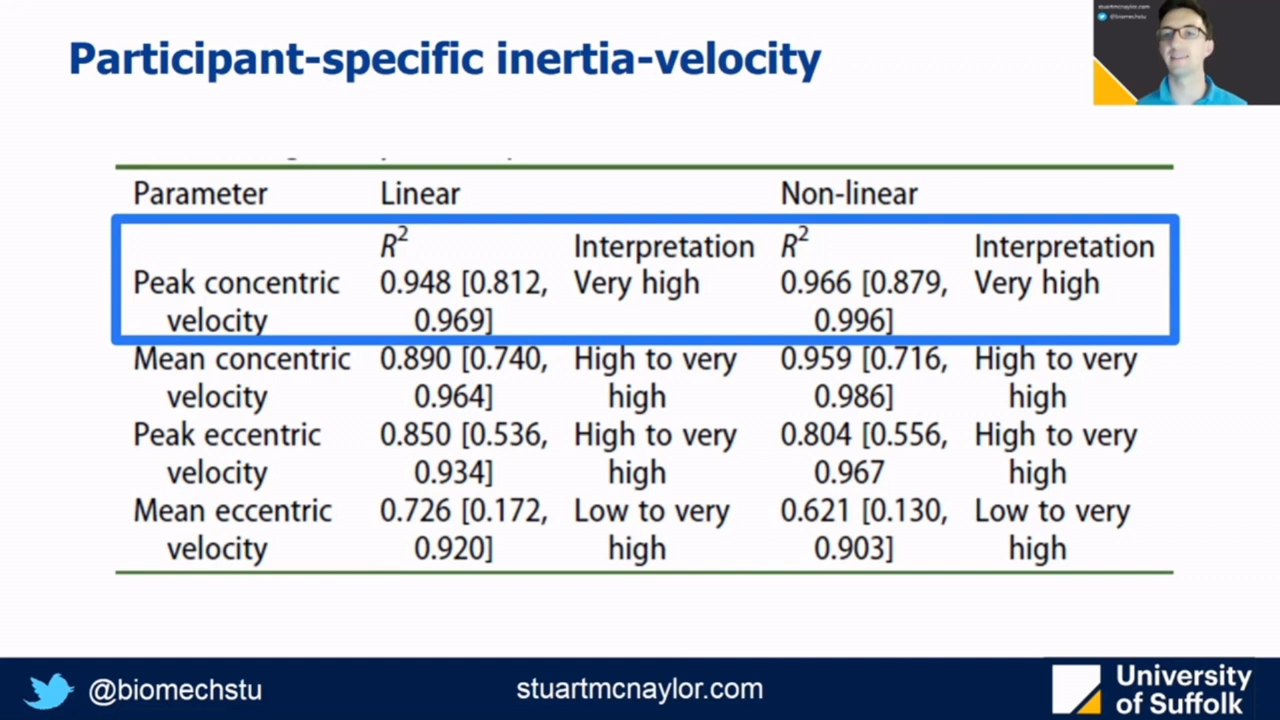 Participant-specific inertia-velocity
stuartmcnaylor.com
@biomechstu
Parameter Linear Non-linear
R² Interpretation R² Interpretation
Peak concentric 0.948 [0.812, Very high 0.966 [0.879, Very high
velocity 0.969] 0.996]
Mean concentric 0.890 [0.740, High to very 0.959 [0.716, High to very
velocity 0.964] high 0.986] high
Peak eccentric 0.850 [0.536, High to very 0.804 [0.556, High to very
velocity 0.934] high 0.967 high
Mean eccentric 0.726 [0.172, Low to very 0.621 [0.130, Low to very
velocity 0.920] high 0.903] high
@biomechstu stuartmcnaylor.com University
of Suffolk